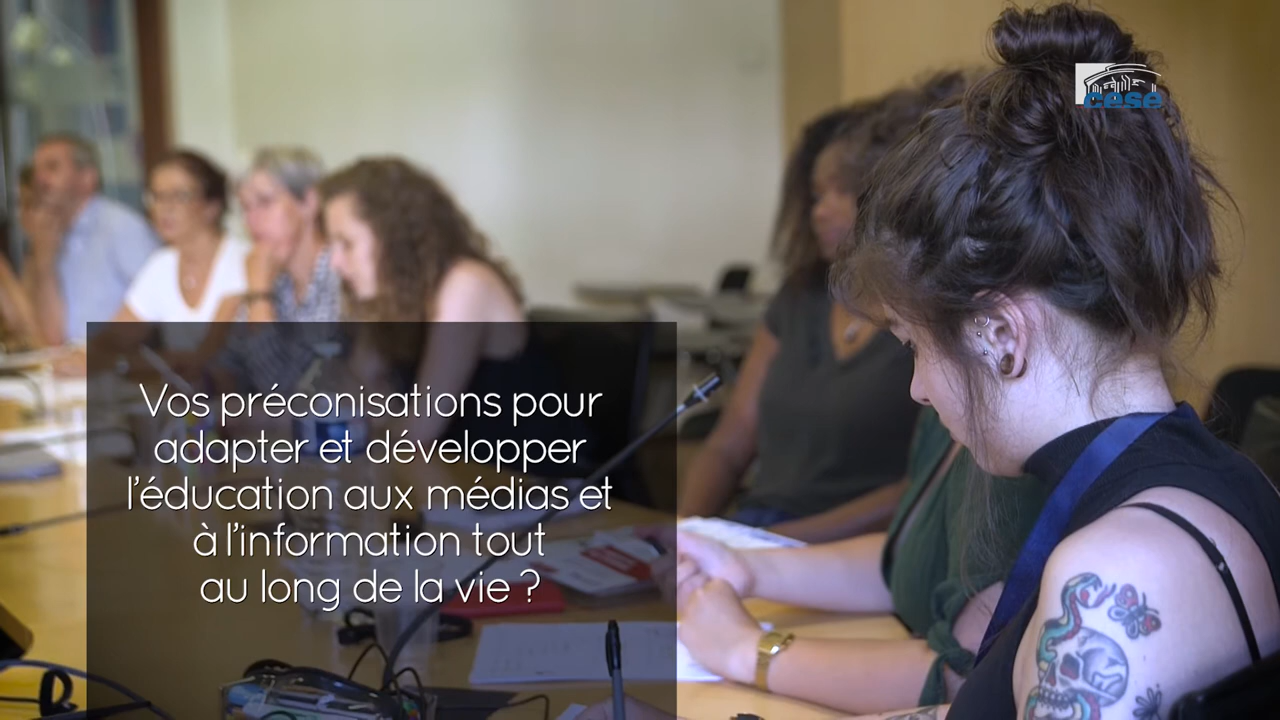 cese
Vos préconisations pour
adapter et développer
l'éducation aux médias et
à l'information tout
au long de la vie ?